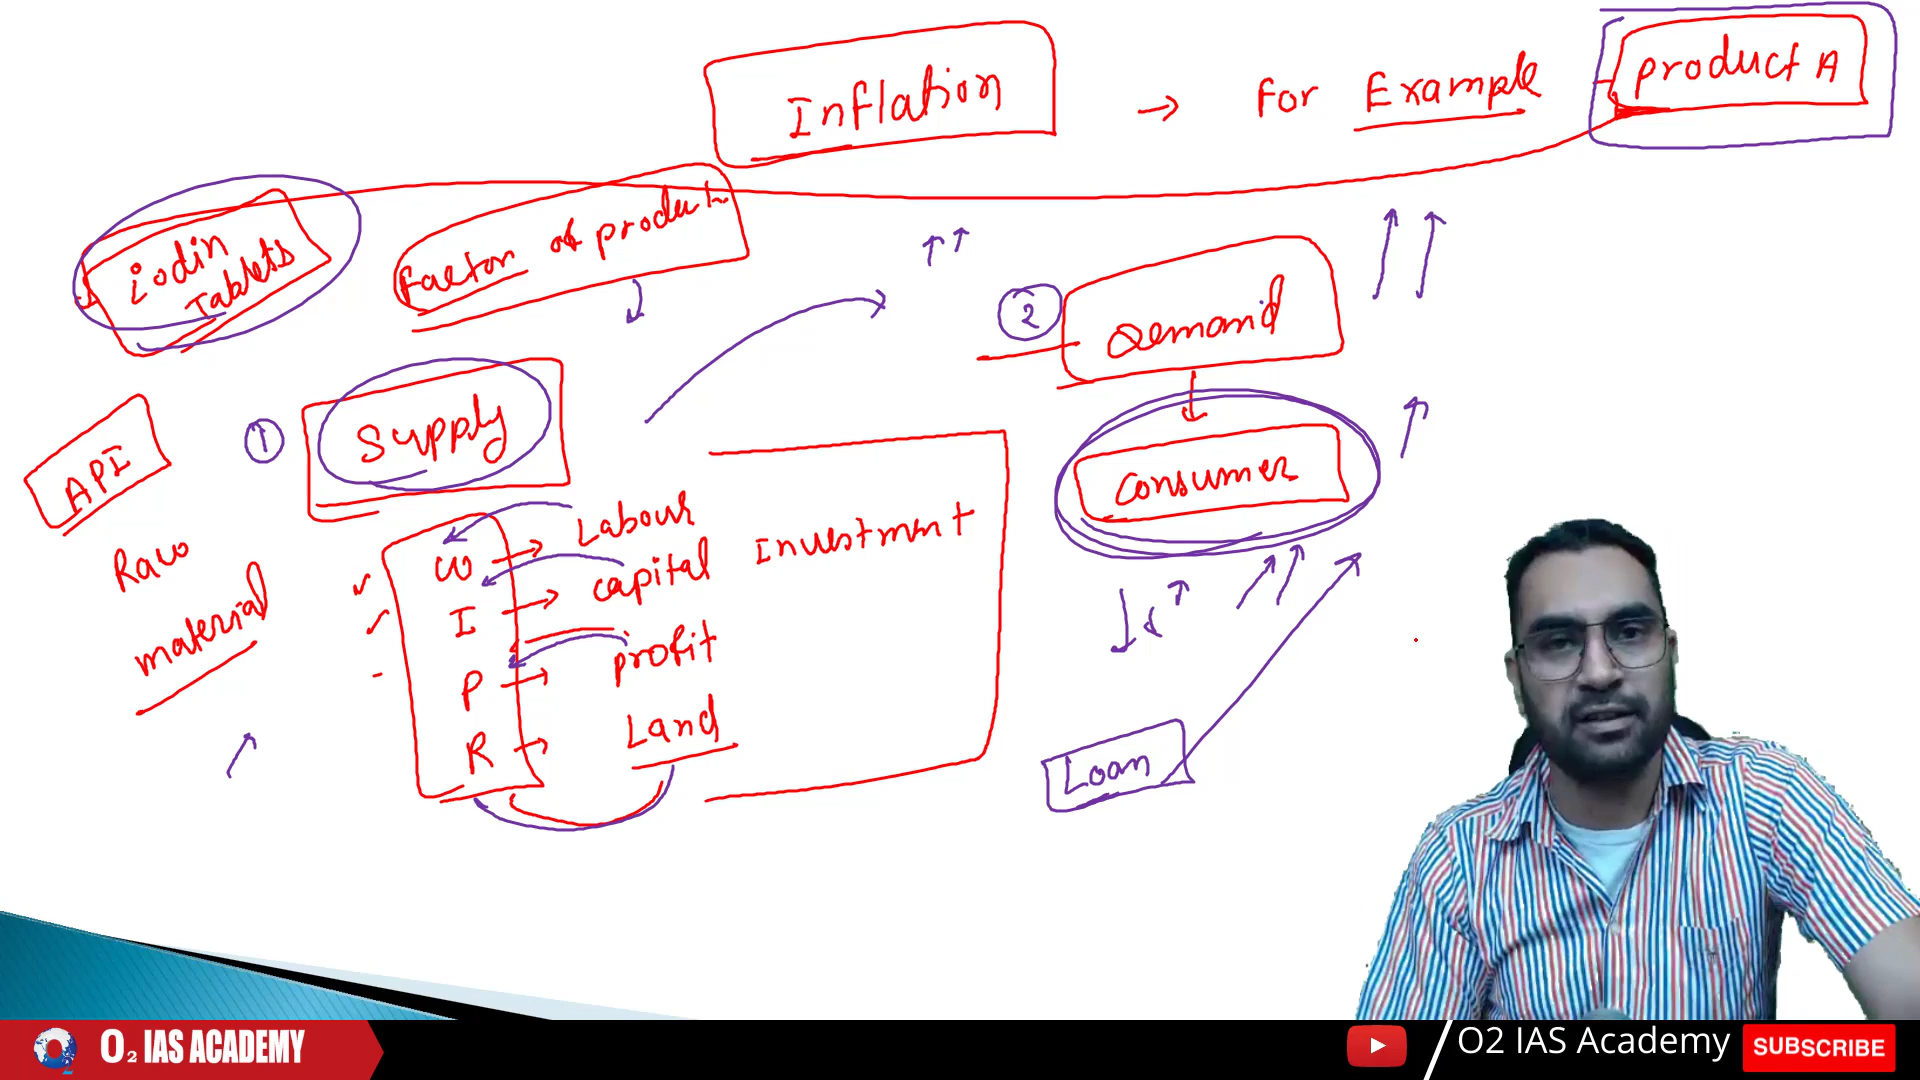 Inflation → For Example
product A
iodin
Tablets
Factor of product
② Demand
Consumer
① Supply
API
Raw
material
W → Labour
I → capital
P → profit
R → Land
Investment
Loan
O₂ IAS ACADEMY
O2 IAS Academy
SUBSCRIBE